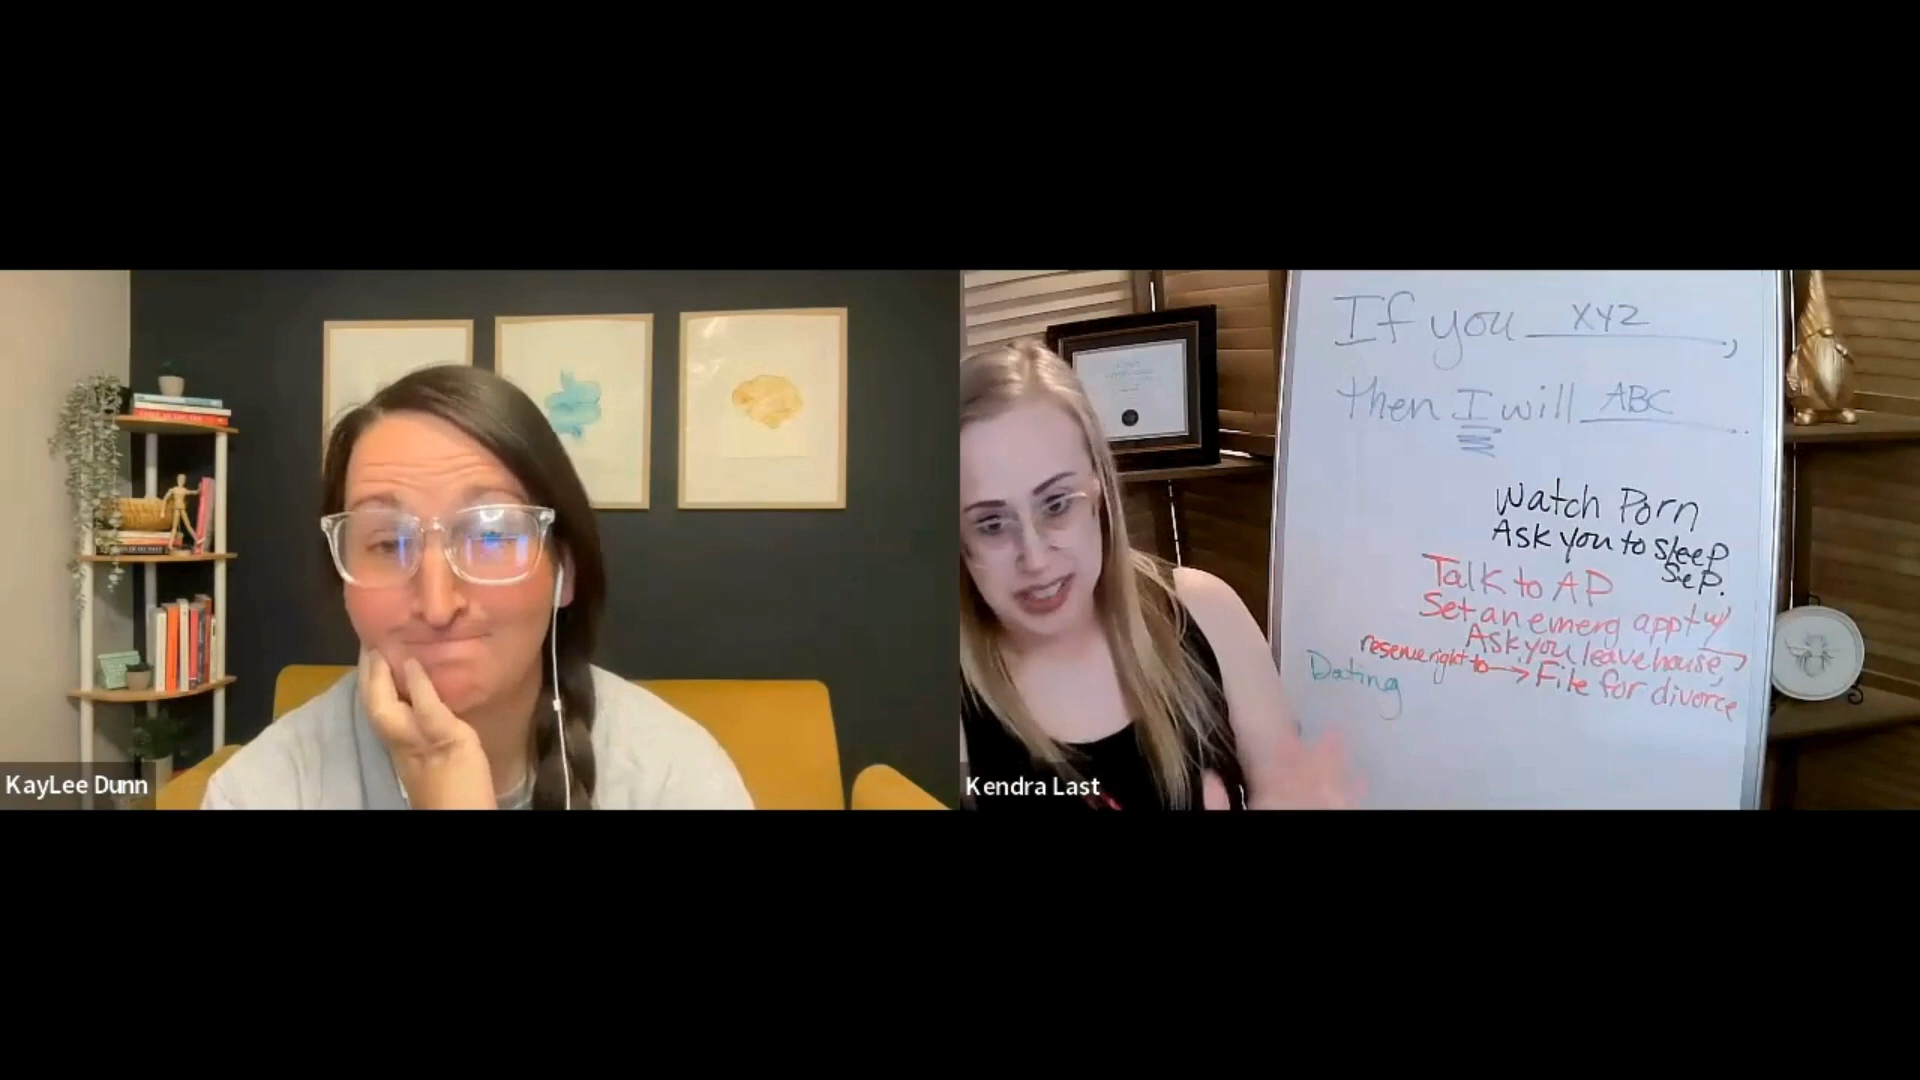 If you XYZ,
then I will ABC.
Watch Porn
Ask you to sleep
Sep.
Talk to AP
Set an emerg appt w/
Ask you leave house,
reserve right to → File for divorce
Dating
KayLee Dunn
Kendra Last